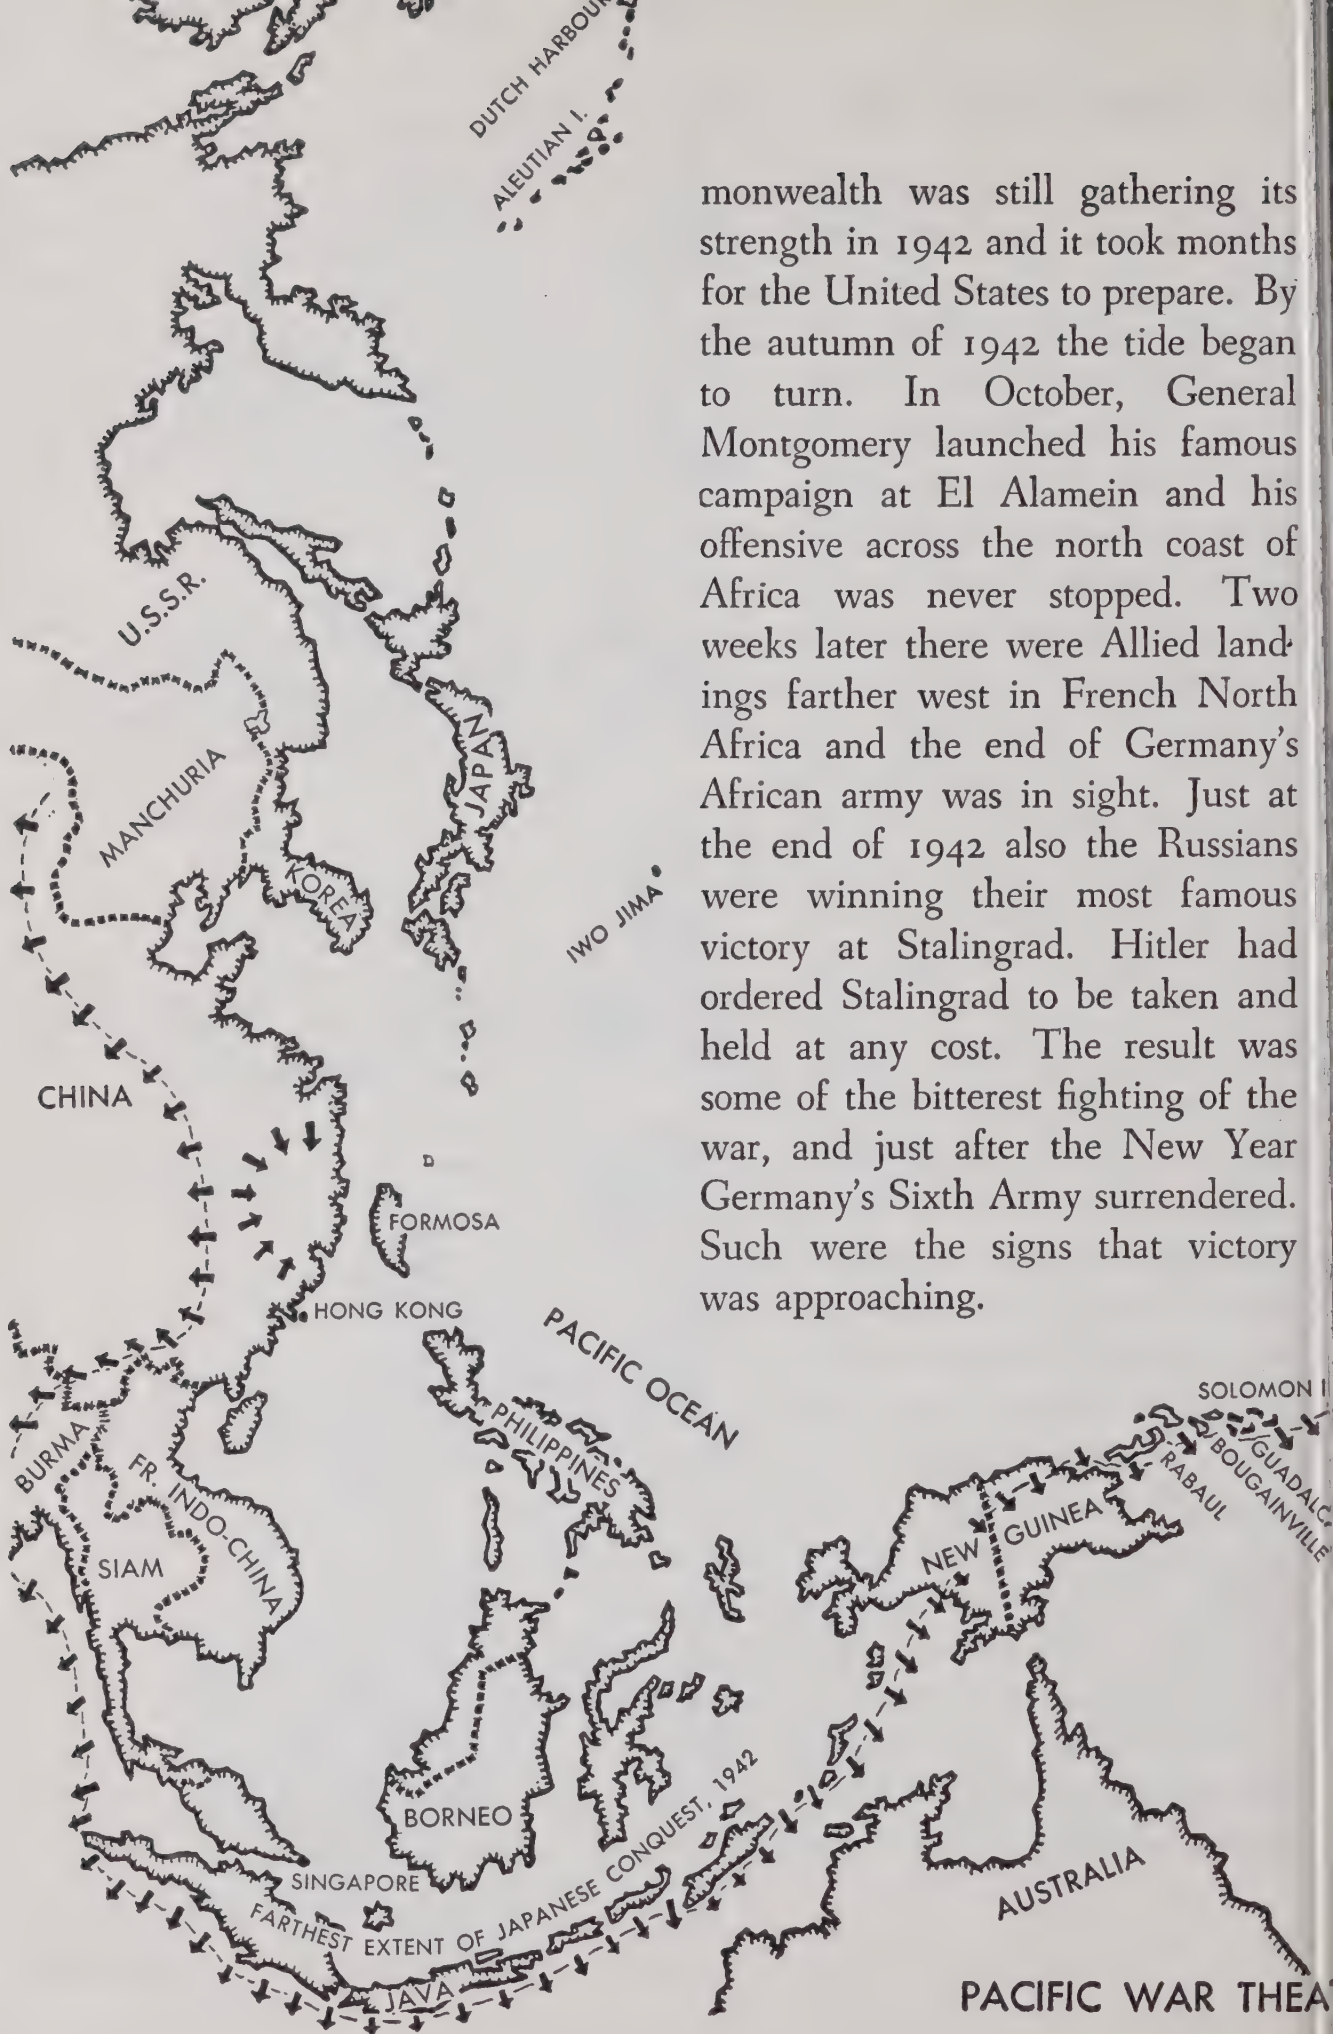 DUTCH HARBOUR
ALEUTIAN I.
monwealth was still gathering its
strength in 1942 and it took months
for the United States to prepare. By
the autumn of 1942 the tide began
to turn. In October, General
Montgomery launched his famous
campaign at El Alamein and his
offensive across the north coast of
Africa was never stopped. Two
weeks later there were Allied land-
ings farther west in French North
Africa and the end of Germany's
African army was in sight. Just at
the end of 1942 also the Russians
were winning their most famous
victory at Stalingrad. Hitler had
ordered Stalingrad to be taken and
held at any cost. The result was
some of the bitterest fighting of the
war, and just after the New Year
Germany's Sixth Army surrendered.
Such were the signs that victory
was approaching.
U.S.S.R.
MANCHURIA
JAPAN
KOREA
IWO JIMA
CHINA
FORMOSA
HONG KONG
PACIFIC OCEAN
PHILIPPINES
BURMA
FR. INDO-CHINA
SIAM
SOLOMON I
GUADALC
BOUGAINVILLE
RABAUL
NEW GUINEA
BORNEO
SINGAPORE
FARTHEST EXTENT OF JAPANESE CONQUEST, 1942
JAVA
AUSTRALIA
PACIFIC WAR THEA